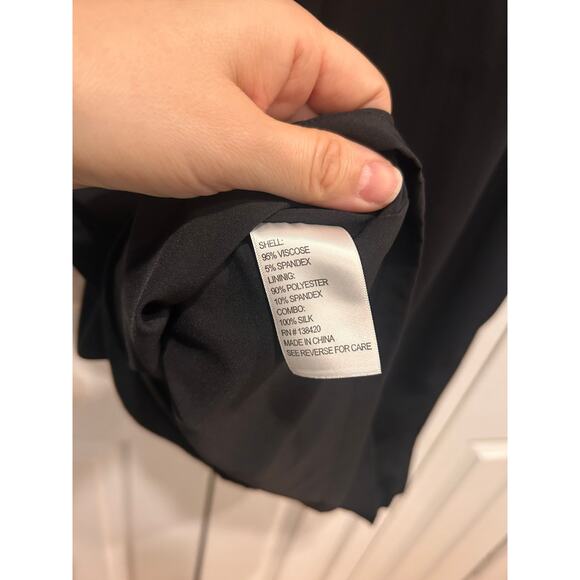 SHELL:
95% VISCOSE
5% SPANDEX
LINING:
90% POLYESTER
10% SPANDEX
COMBO:
100% SILK
RN # 138420
MADE IN CHINA
SEE REVERSE FOR CARE